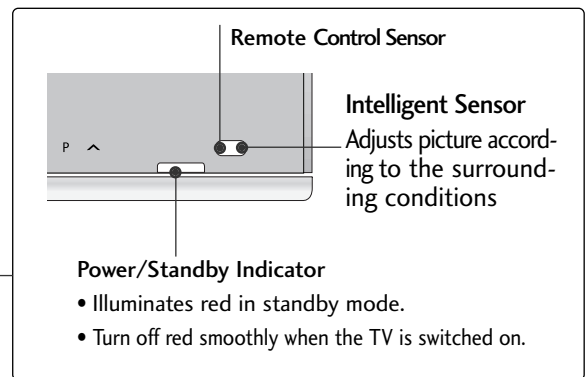 Remote Control Sensor
Intelligent Sensor
Adjusts picture accord-
ing to the surround-
ing conditions
P
Power/Standby Indicator
• Illuminates red in standby mode.
• Turn off red smoothly when the TV is switched on.